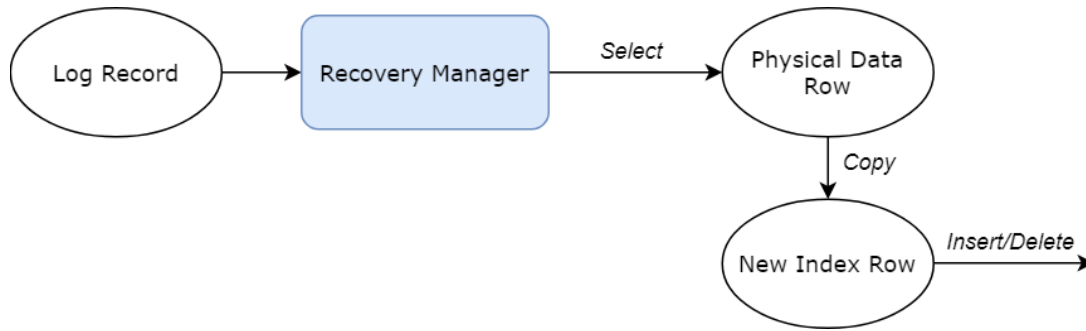 Log Record
Recovery Manager
Select
Physical Data
Row
Copy
New Index Row
Insert/Delete